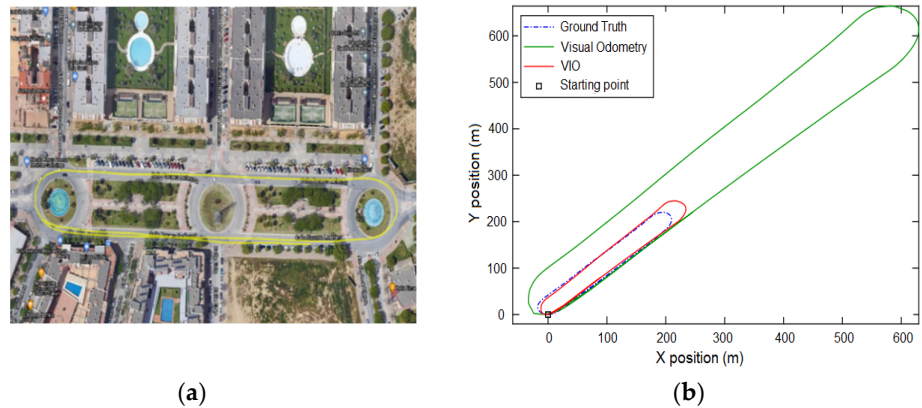 Ground Truth
Visual Odometry
VIO
Starting point
Y position (m)
600
500
400
300
200
100
0
0
100
200
300
400
500
600
X position (m)
(a)
(b)